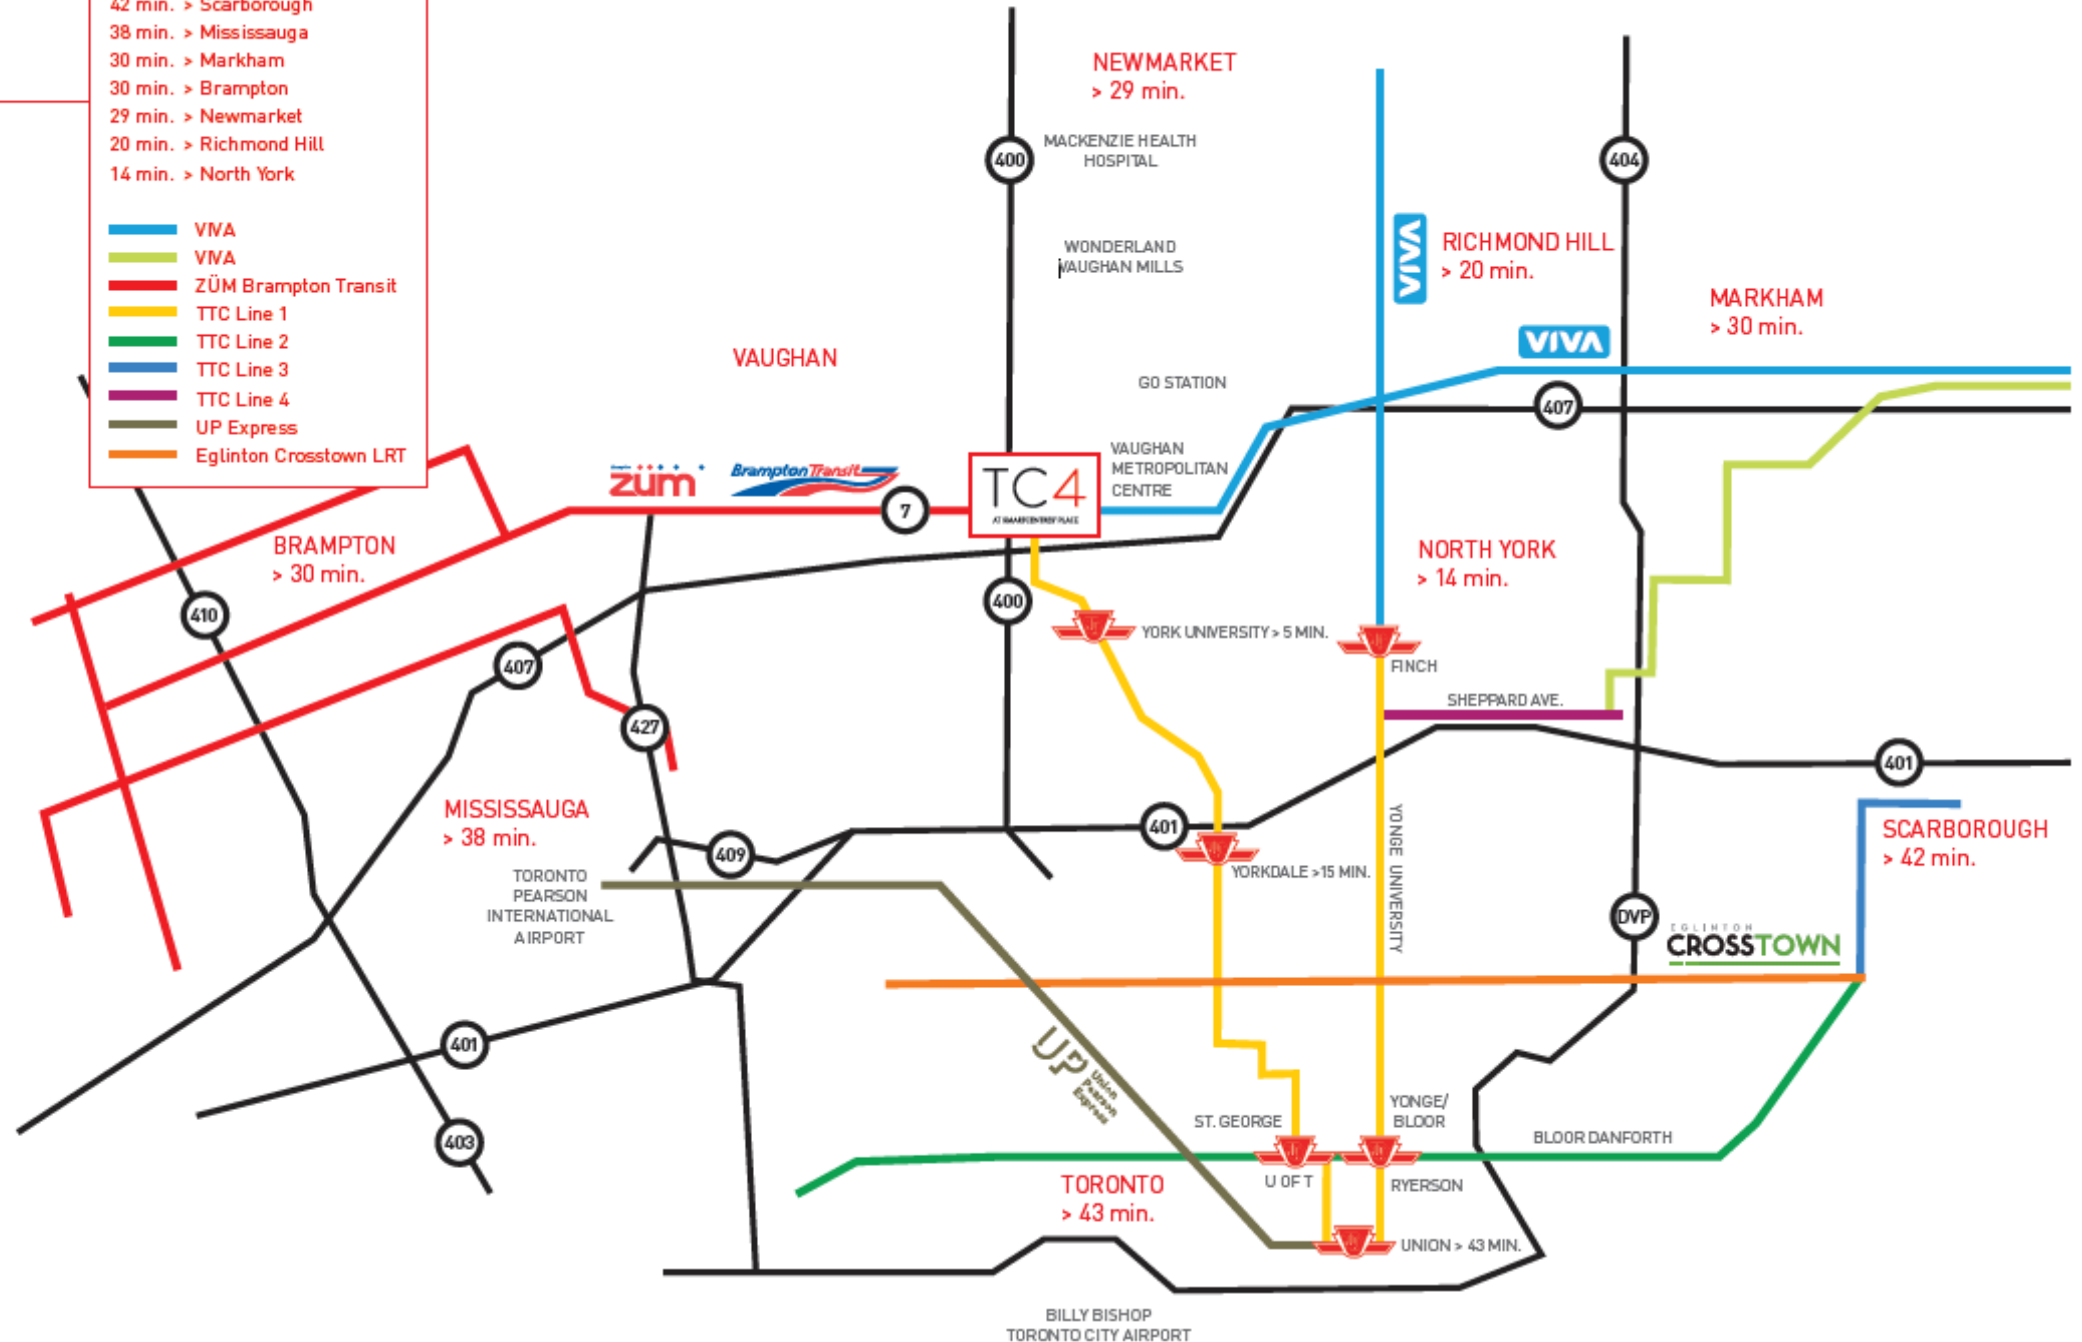 42 min. > Scarborough
38 min. > Mississauga
30 min. > Markham
30 min. > Brampton
29 min. > Newmarket
20 min. > Richmond Hill
14 min. > North York
VIVA
VIVA
ZÜM Brampton Transit
TTC Line 1
TTC Line 2
TTC Line 3
TTC Line 4
UP Express
Eglinton Crosstown LRT
NEWMARKET
> 29 min.
400
MACKENZIE HEALTH
HOSPITAL
404
WONDERLAND
VAUGHAN MILLS
VIVA
RICHMOND HILL
> 20 min.
MARKHAM
> 30 min.
VIVA
VAUGHAN
GO STATION
407
VAUGHAN
METROPOLITAN
CENTRE
züm
Brampton Transit
7
TC4
BRAMPTON
> 30 min.
NORTH YORK
> 14 min.
410
400
YORK UNIVERSITY > 5 MIN.
407
FINCH
SHEPPARD AVE.
427
401
MISSISSAUGA
> 38 min.
409
401
YONGE UNIVERSITY
SCARBOROUGH
> 42 min.
YORKDALE >15 MIN.
TORONTO
PEARSON
INTERNATIONAL
AIRPORT
DVP
EGLINTON
CROSSTOWN
401
UP
Union
Pearson
Express
403
ST. GEORGE
YONGE/
BLOOR
BLOOR DANFORTH
U OF T
RYERSON
TORONTO
> 43 min.
UNION > 43 MIN.
BILLY BISHOP
TORONTO CITY AIRPORT